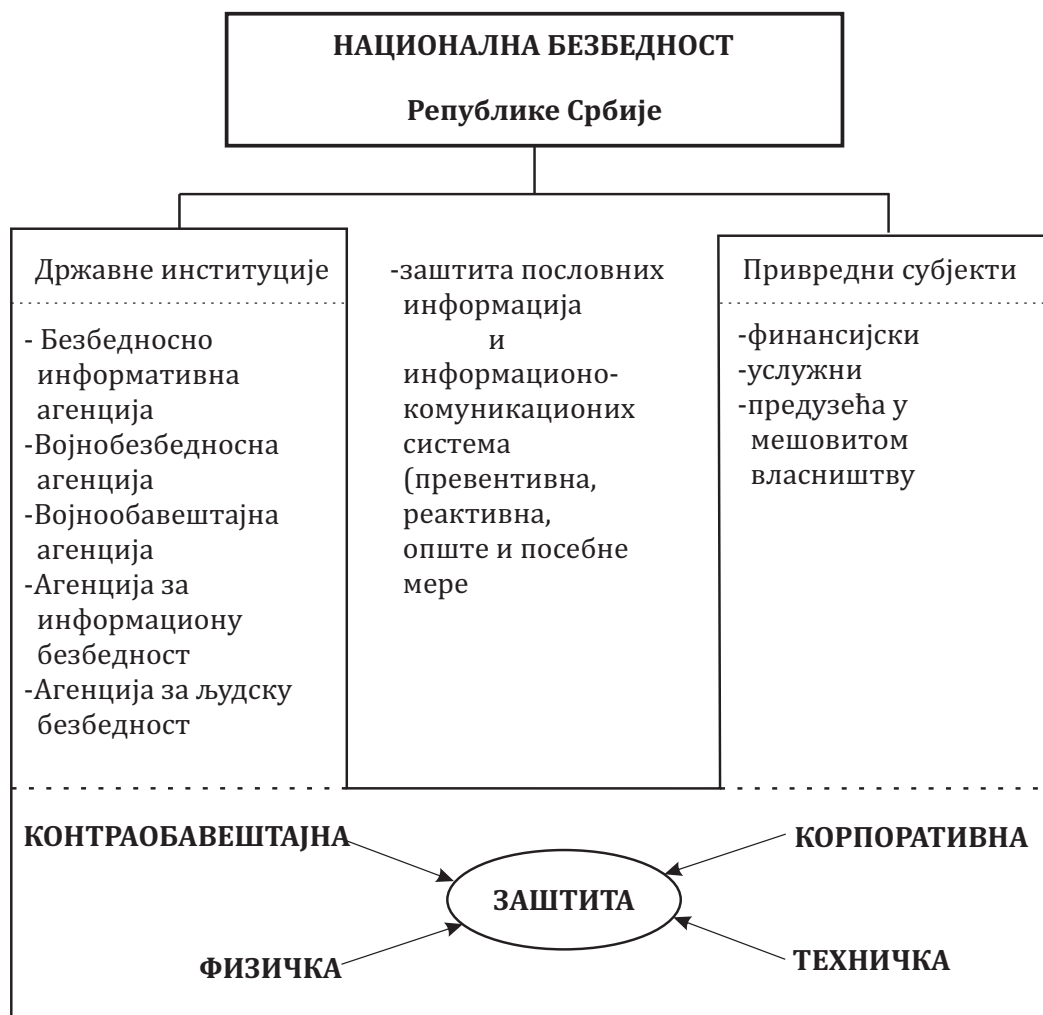 НАЦИОНАЛНА БЕЗБЕДНОСТ
Републике Србије
Државне институције
- Безбедносно
информативна
агенција
-Војнобезбедносна
агенција
-Војнообавештајна
агенција
-Агенција за
информациону
безбедност
-Агенција за људску
безбедност
-заштита пословних
информација
и
информационо-
комуникационих
система
(превентивна,
реактивна,
опште и посебне
мере
Привредни субјекти
-финансијски
-услужни
-предузећа у
мешовитом
власништву
КОНТРАОБАВЕШТАЈНА
КОРПОРАТИВНА
ЗАШТИТА
ФИЗИЧКА
ТЕХНИЧКА